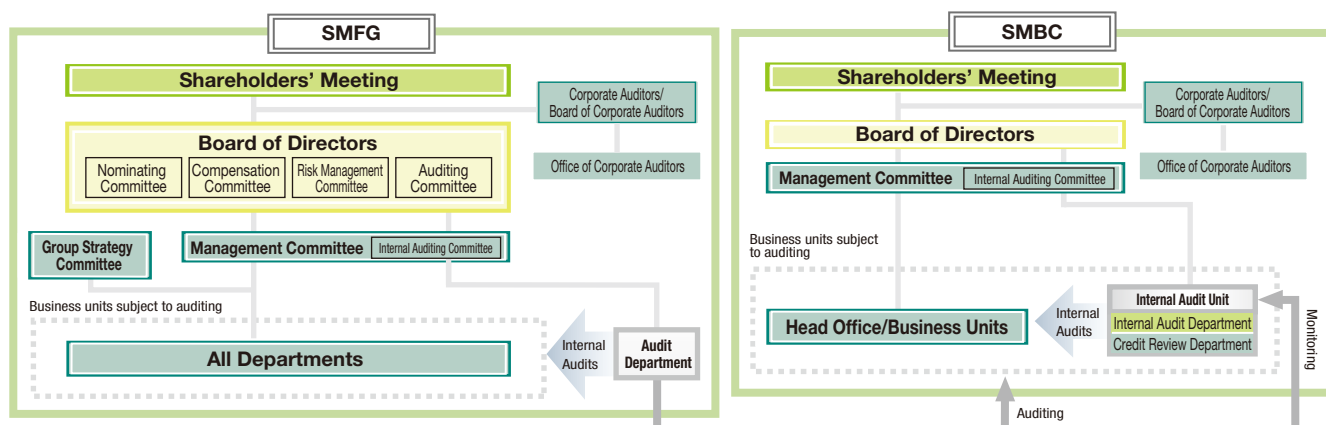 SMFG
Shareholders' Meeting
Corporate Auditors/
Board of Corporate Auditors
Board of Directors
Nominating
Committee
Compensation
Committee
Risk Management
Committee
Auditing
Committee
Office of Corporate Auditors
Group Strategy
Committee
Management Committee
Internal Auditing Committee
Business units subject to auditing
All Departments
Internal
Audits
Audit
Department
SMBC
Shareholders' Meeting
Corporate Auditors/
Board of Corporate Auditors
Board of Directors
Office of Corporate Auditors
Management Committee
Internal Auditing Committee
Business units subject
to auditing
Head Office/Business Units
Internal
Audits
Internal Audit Unit
Internal Audit Department
Credit Review Department
Monitoring
Auditing